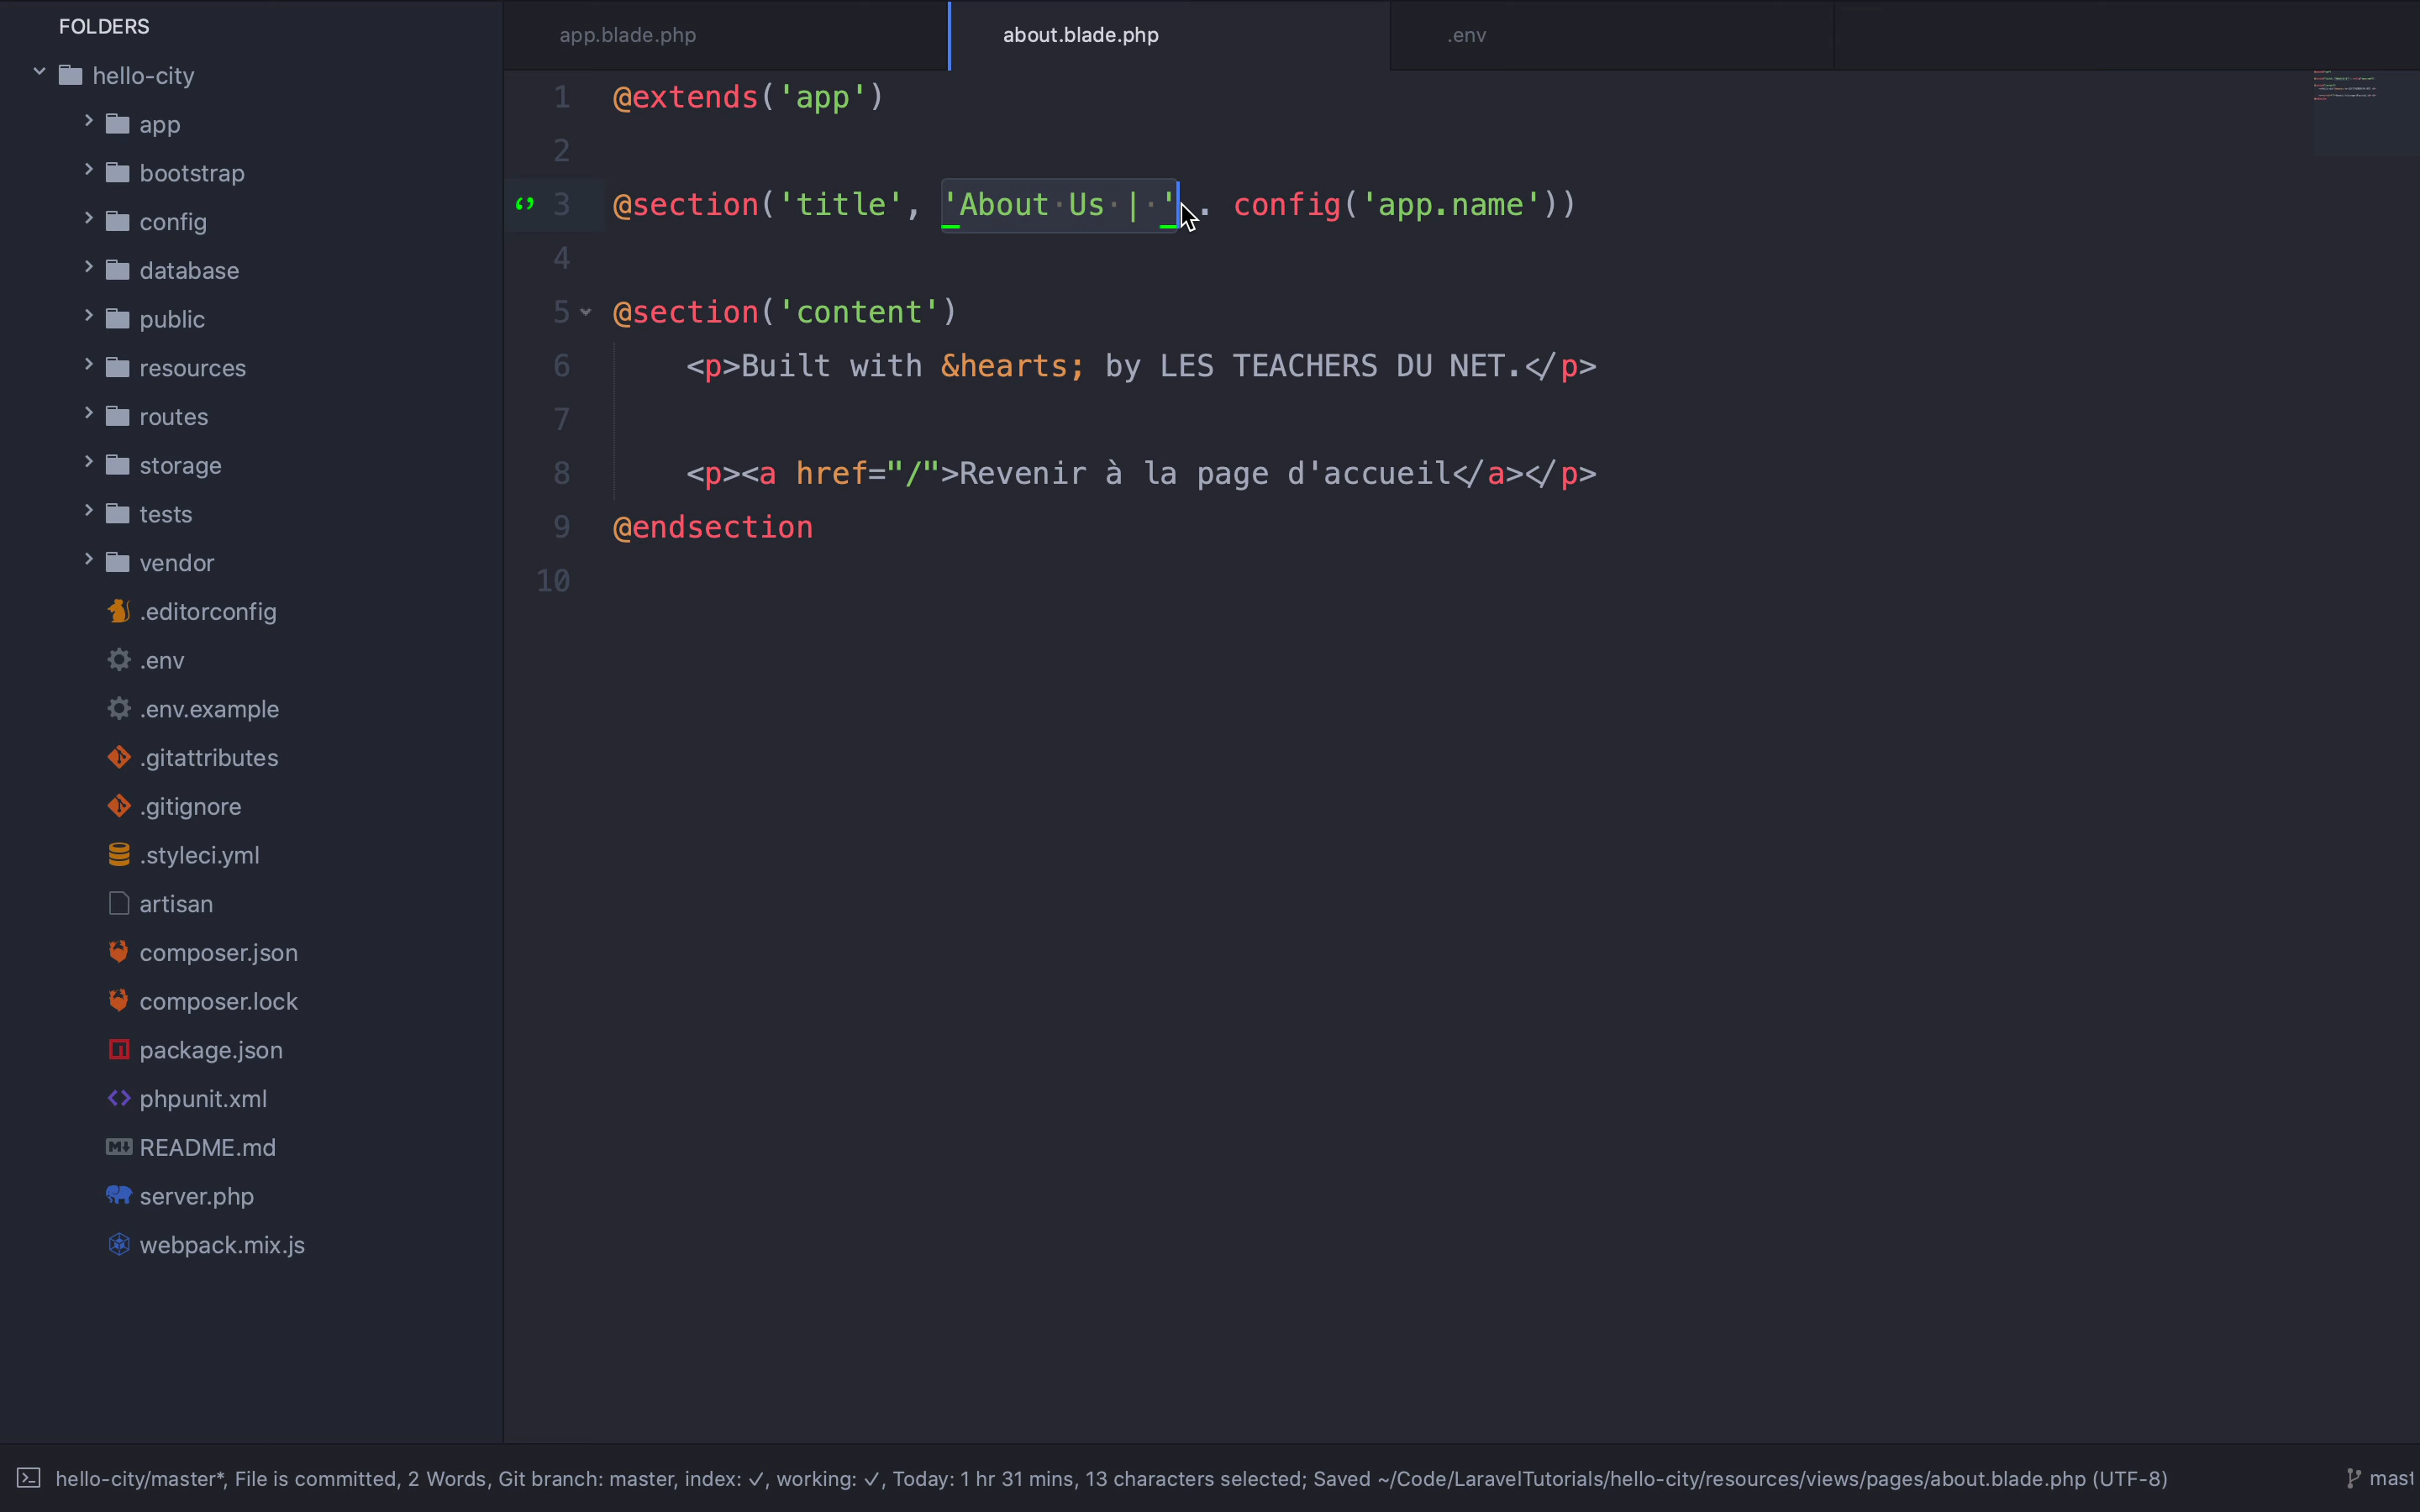 FOLDERS
hello-city
app
bootstrap
config
database
public
resources
routes
storage
tests
vendor
.editorconfig
.env
.env.example
.gitattributes
.gitignore
.styleci.yml
artisan
composer.json
composer.lock
package.json
phpunit.xml
README.md
server.php
webpack.mix.js
app.blade.php
about.blade.php
.env
1 @extends('app')
2
3 @section('title', 'About Us | ' . config('app.name'))
4
5 @section('content')
6 <p>Built with &hearts; by LES TEACHERS DU NET.</p>
7
8 <p><a href="/">Revenir à la page d'accueil</a></p>
9 @endsection
10
hello-city/master*, File is committed, 2 Words, Git branch: master, index: ✓, working: ✓, Today: 1 hr 31 mins, 13 characters selected; Saved ~/Code/LaravelTutorials/hello-city/resources/views/pages/about.blade.php (UTF-8)
mast